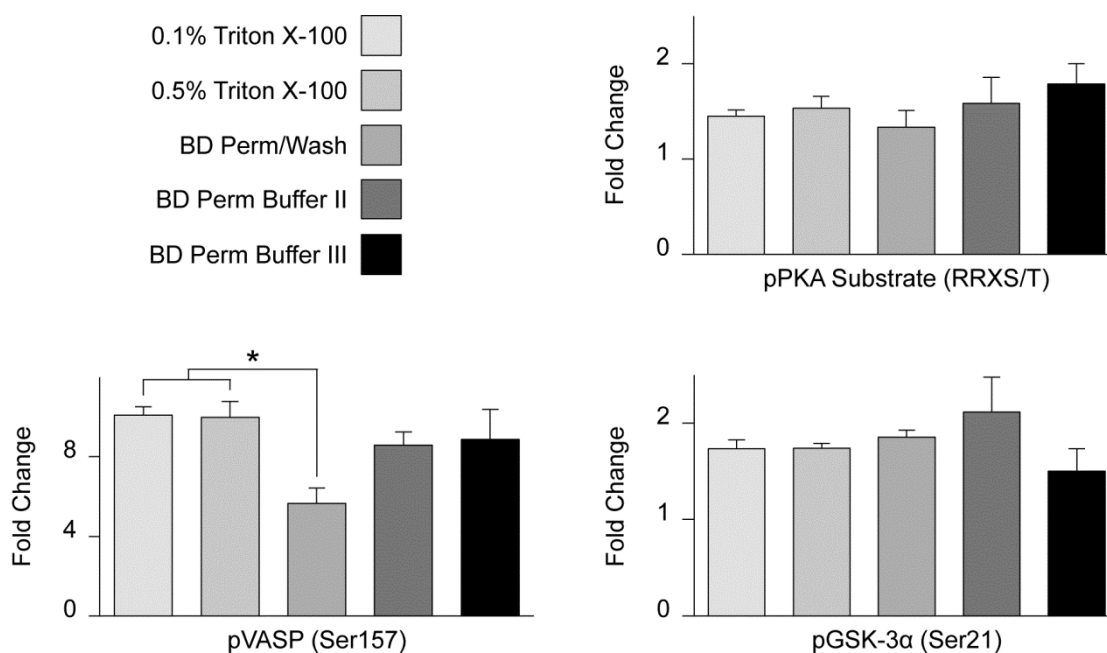 0.1% Triton X-100
0.5% Triton X-100
BD Perm/Wash
BD Perm Buffer II
BD Perm Buffer III
Fold Change
2
1
0
pPKA Substrate (RRXS/T)
Fold Change
8
4
0
*
pVASP (Ser157)
Fold Change
2
1
0
pGSK-3α (Ser21)